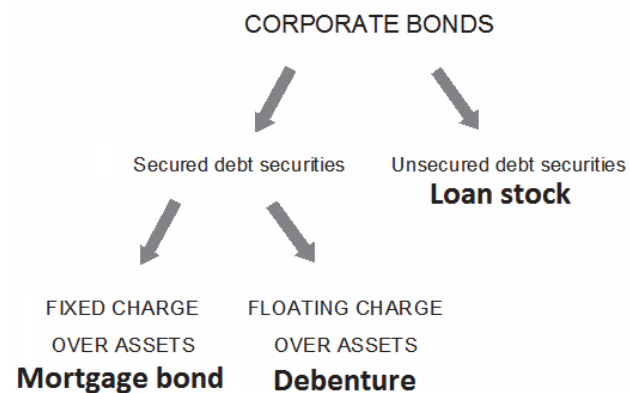 CORPORATE BONDS
Secured debt securities
Unsecured debt securities
Loan stock
FIXED CHARGE
OVER ASSETS
Mortgage bond
FLOATING CHARGE
OVER ASSETS
Debenture